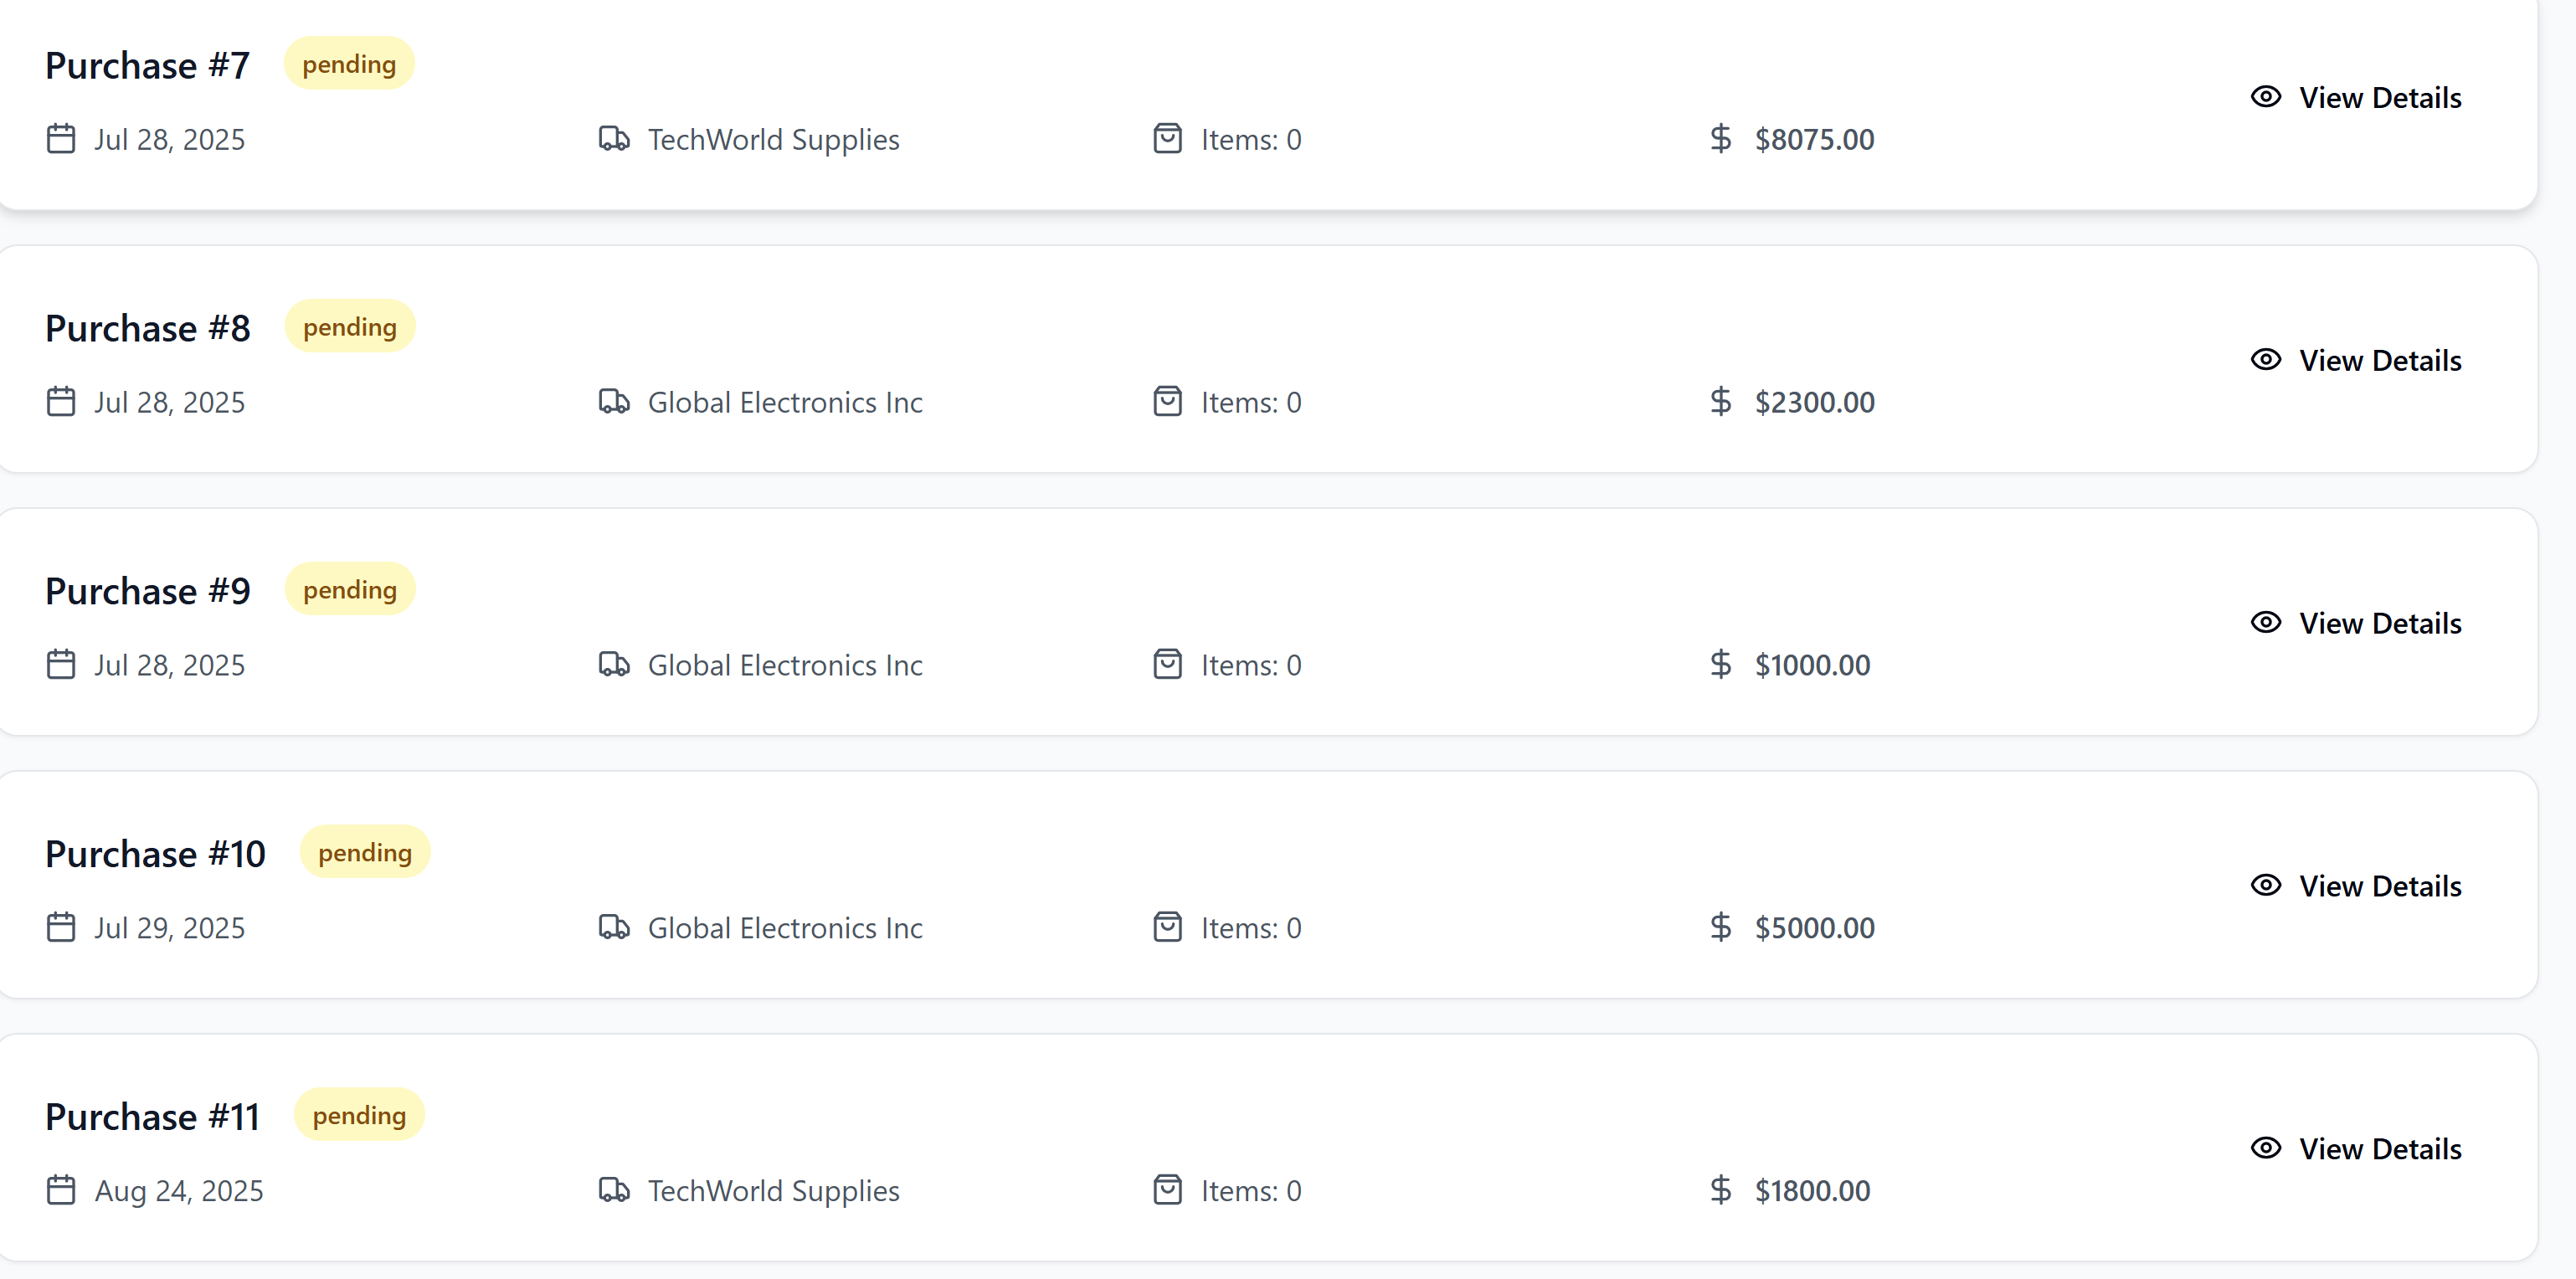 Purchase #7 pending
View Details
Jul 28, 2025 TechWorld Supplies Items: 0 $8075.00
Purchase #8 pending
View Details
Jul 28, 2025 Global Electronics Inc Items: 0 $2300.00
Purchase #9 pending
View Details
Jul 28, 2025 Global Electronics Inc Items: 0 $1000.00
Purchase #10 pending
View Details
Jul 29, 2025 Global Electronics Inc Items: 0 $5000.00
Purchase #11 pending
View Details
Aug 24, 2025 TechWorld Supplies Items: 0 $1800.00